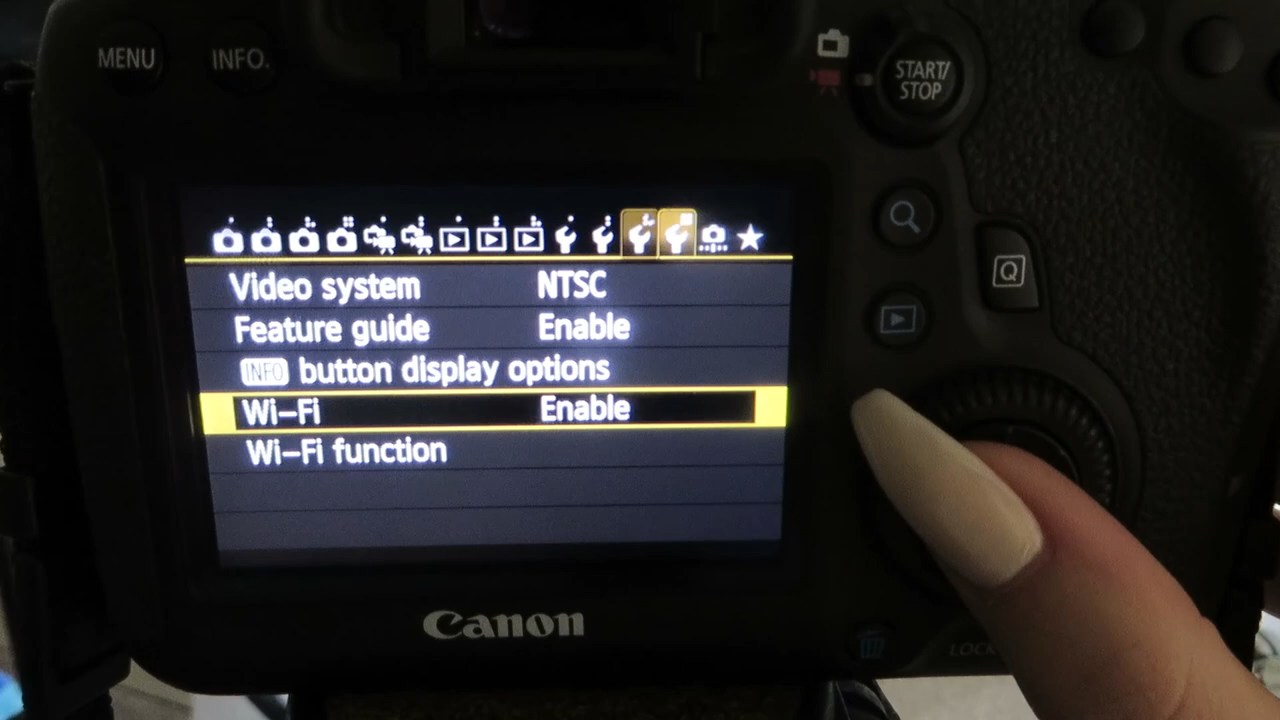 MENU INFO.
START/
STOP
Q
Video system NTSC
Feature guide Enable
INFO button display options
Wi-Fi Enable
Wi-Fi function
Canon
LOCK